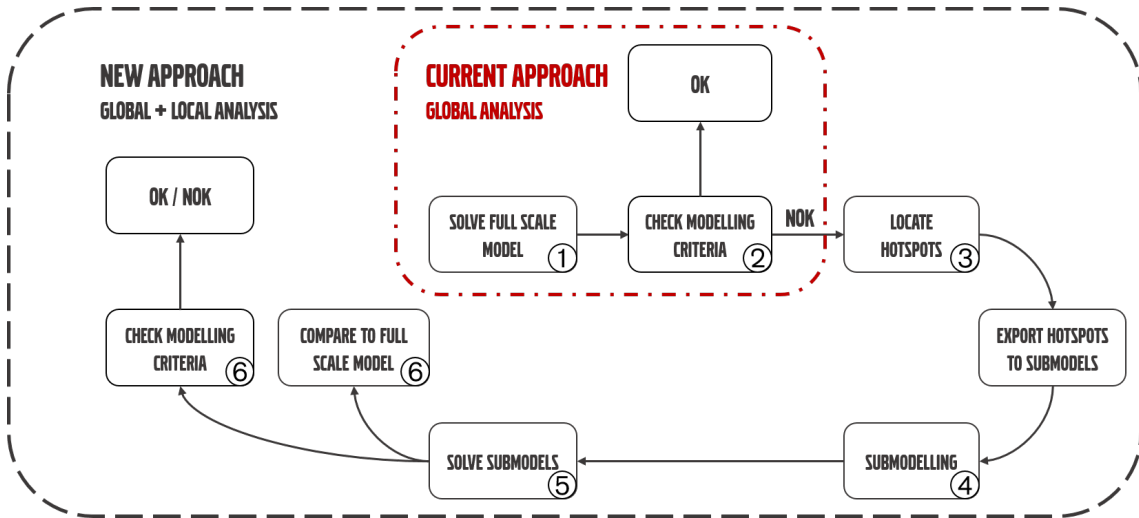 NEW APPROACH
GLOBAL + LOCAL ANALYSIS
CURRENT APPROACH
GLOBAL ANALYSIS
OK
OK / NOK
SOLVE FULL SCALE
MODEL
①
CHECK MODELLING
CRITERIA
②
NOK
LOCATE
HOTSPOTS
③
EXPORT HOTSPOTS
TO SUBMODELS
CHECK MODELLING
CRITERIA
⑥
COMPARE TO FULL
SCALE MODEL
⑥
SOLVE SUBMODELS
⑤
SUBMODELLING
④